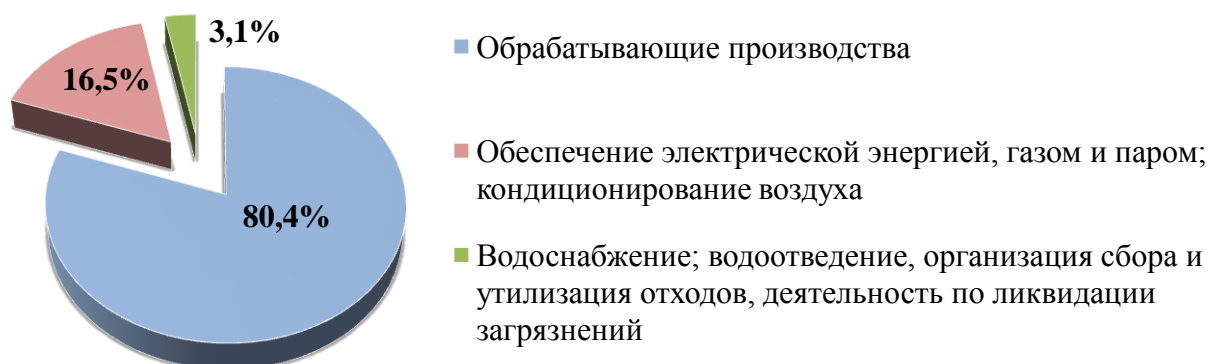 3,1%
16,5%
80,4%
Обрабатывающие производства
Обеспечение электрической энергией, газом и паром;
кондиционирование воздуха
Водоснабжение; водоотведение, организация сбора и
утилизация отходов, деятельность по ликвидации
загрязнений